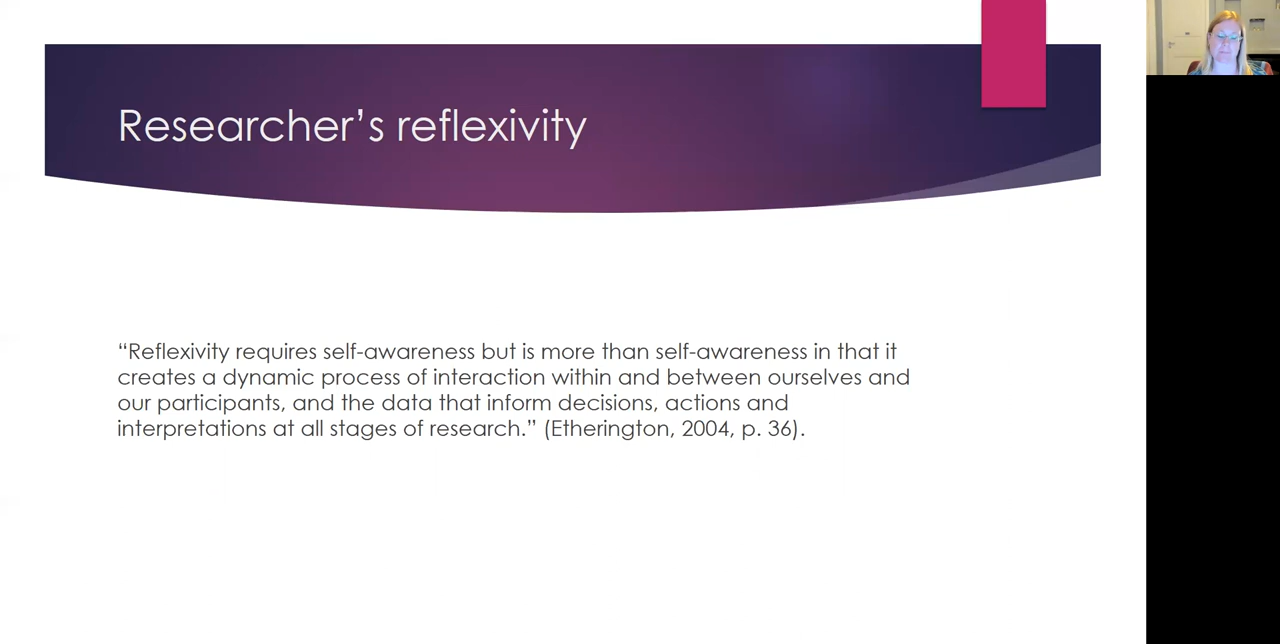 Researcher’s reflexivity
“Reflexivity requires self-awareness but is more than self-awareness in that it
creates a dynamic process of interaction within and between ourselves and
our participants, and the data that inform decisions, actions and
interpretations at all stages of research.” (Etherington, 2004, p. 36).